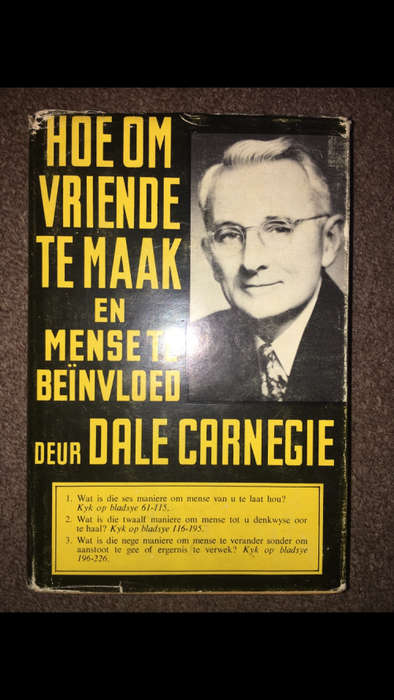 HOE OM
VRIENDE
TE MAAK
EN
MENSE TE
BEÏNVLOED
DEUR DALE CARNEGIE
1. Wat is die ses maniere om mense van u te laat hou?
Kyk op bladsye 61-115.
2. Wat is die twaalf maniere om mense tot u denkwyse oor
te haal? Kyk op bladsye 116-195.
3. Wat is die nege maniere om mense te verander sonder om
aanstoot te gee of ergernis te verwek? Kyk op bladsye
196-226.